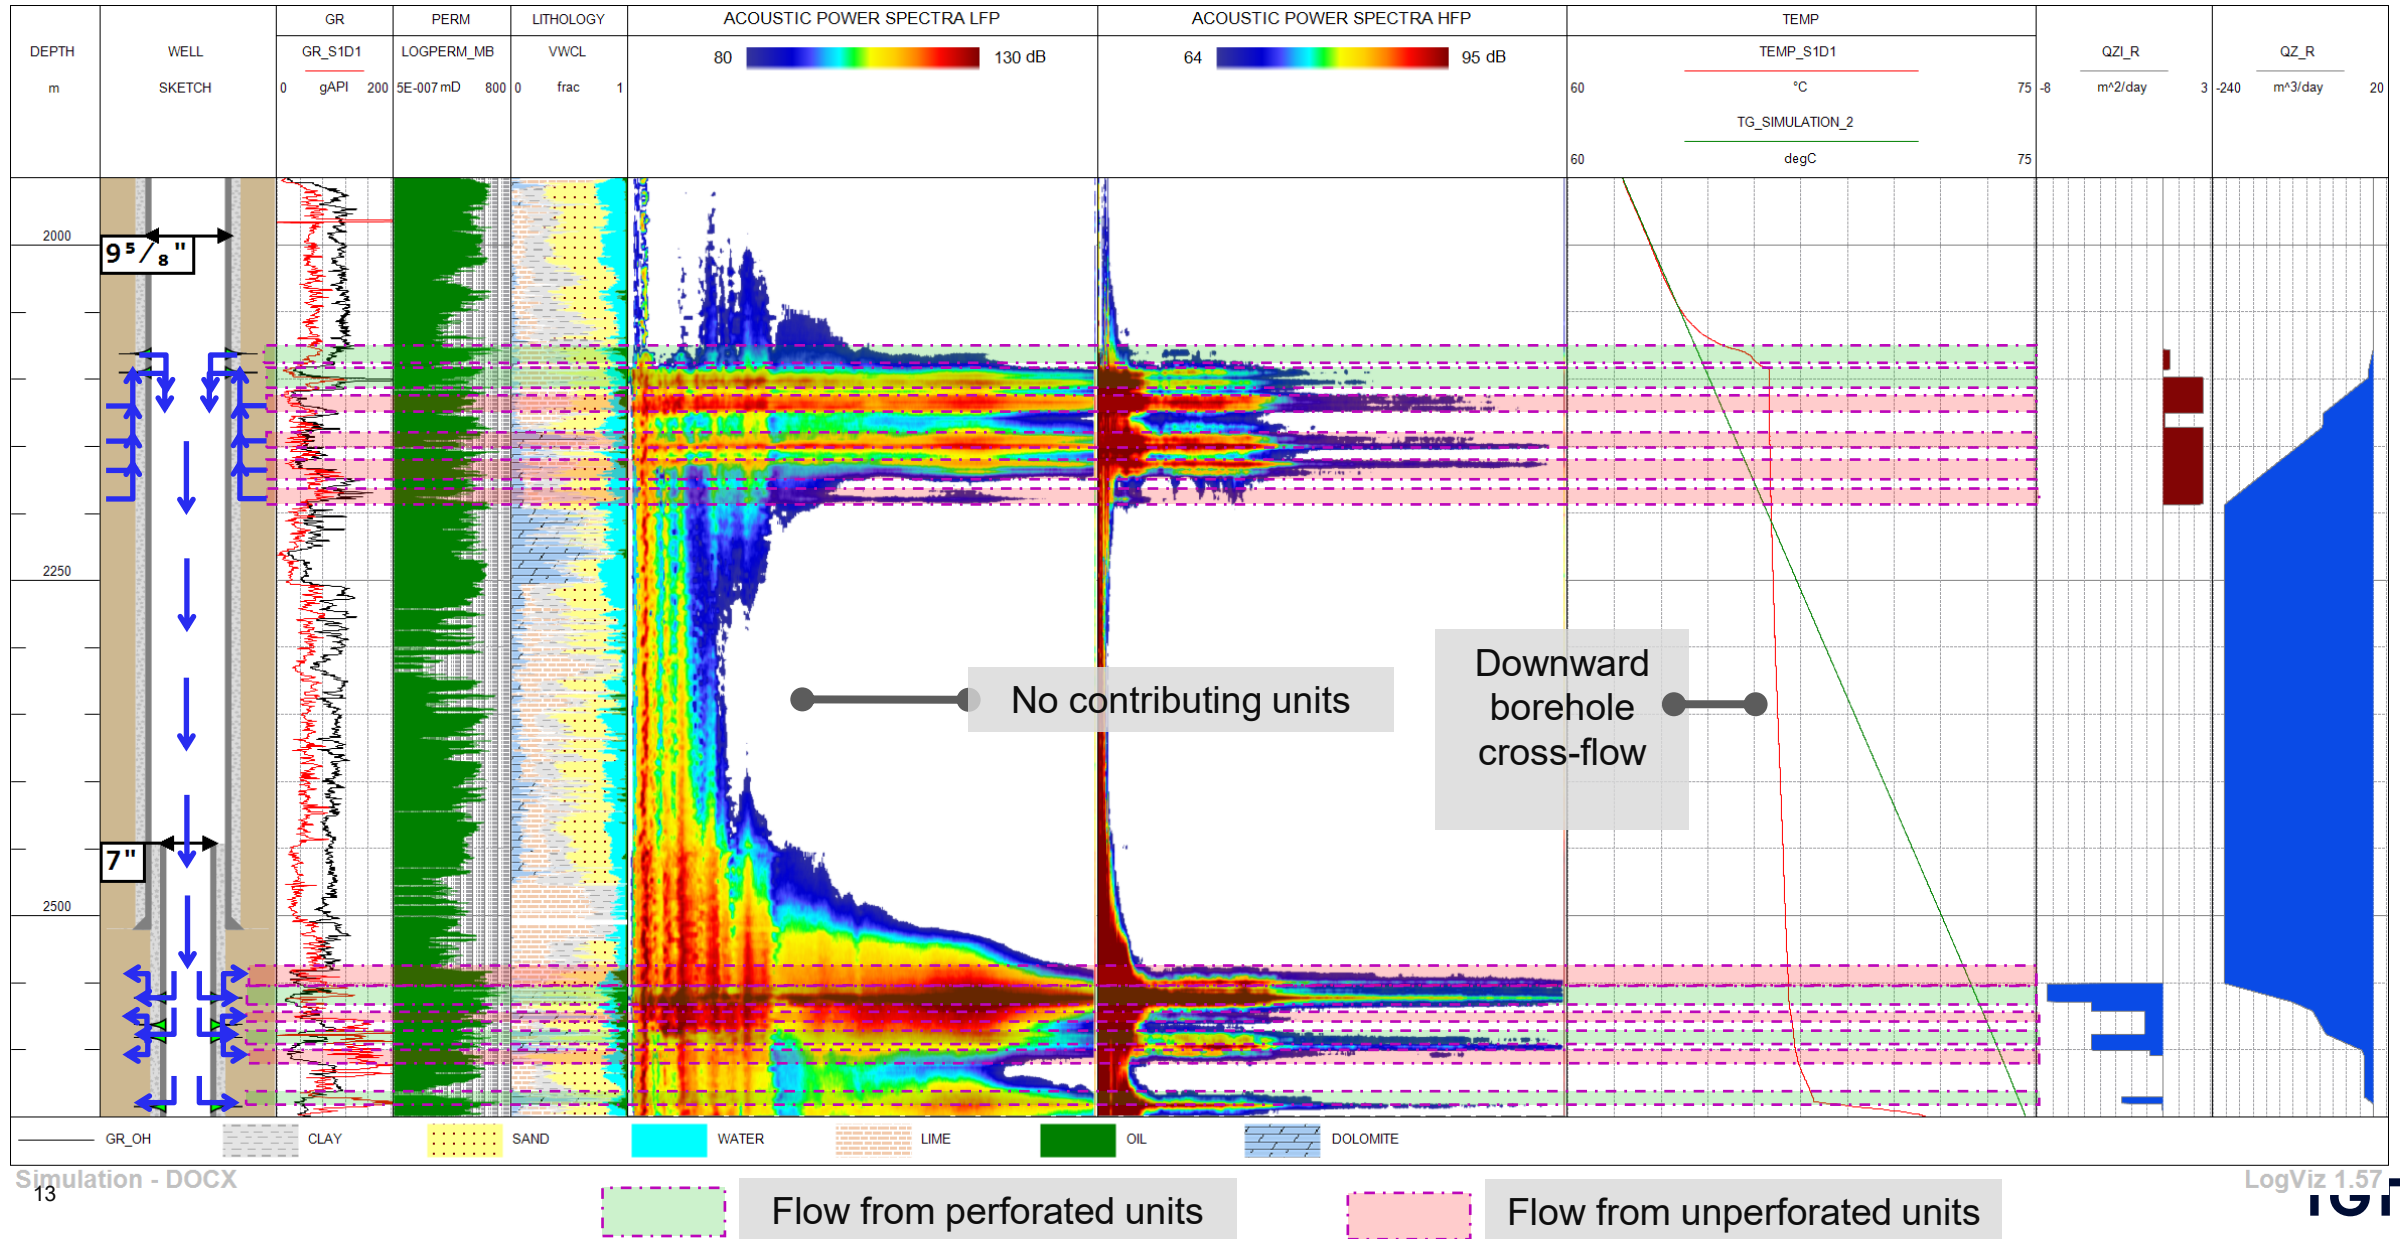 GR
PERM
LITHOLOGY
ACOUSTIC POWER SPECTRA LFP
ACOUSTIC POWER SPECTRA HFP
TEMP
DEPTH
WELL
GR_S1D1
LOGPERM_MB
VWCL
80
130 dB
64
95 dB
TEMP_S1D1
QZI_R
QZ_R
m
SKETCH
0 gAPI 200
5E-007 mD 800
0 frac 1
60 °C 75
-8 m^2/day 3
-240 m^3/day 20
TG_SIMULATION_2
60 degC 75
2000
9⁵/₈"
2250
No contributing units
Downward
borehole
cross-flow
7"
2500
GR_OH
CLAY
SAND
WATER
LIME
OIL
DOLOMITE
Simulation - DOCX
LogViz 1.57
13
Flow from perforated units
Flow from unperforated units